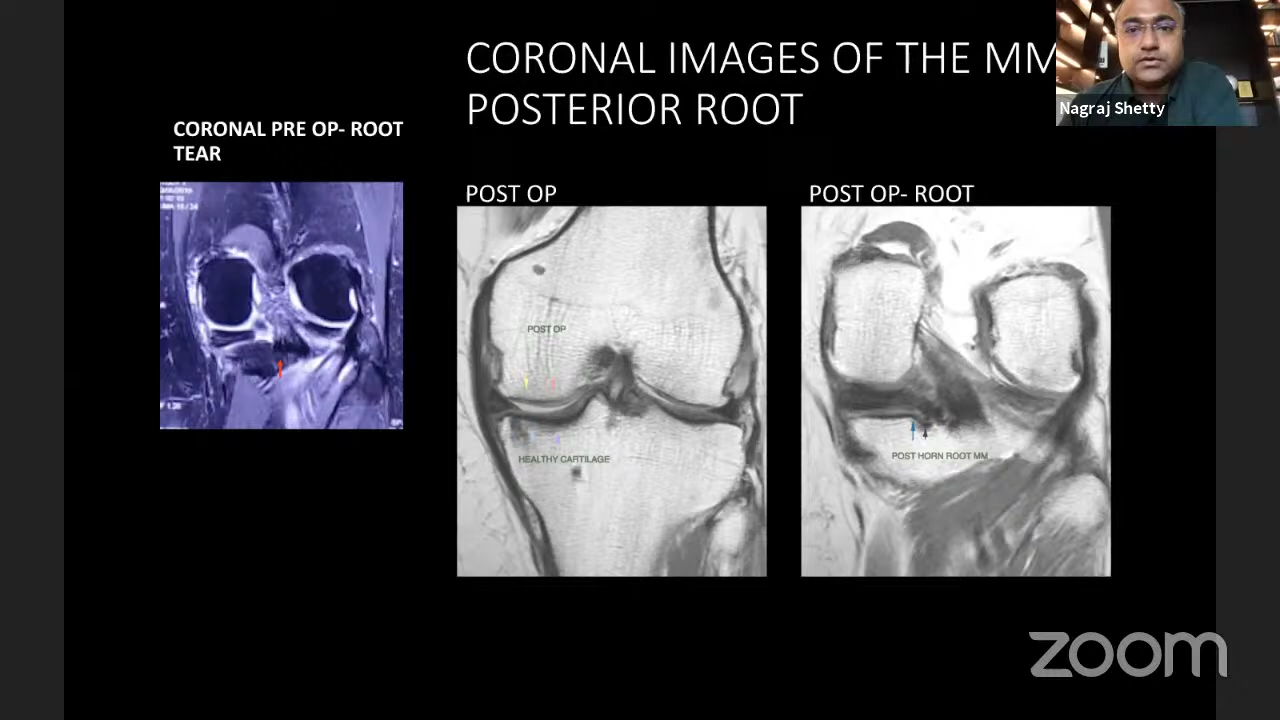 CORONAL IMAGES OF THE MM
POSTERIOR ROOT
Nagraj Shetty
CORONAL PRE OP- ROOT
TEAR
POST OP
POST OP- ROOT
POST OP
HEALTHY CARTILAGE
POST HORN ROOT MM
zoom